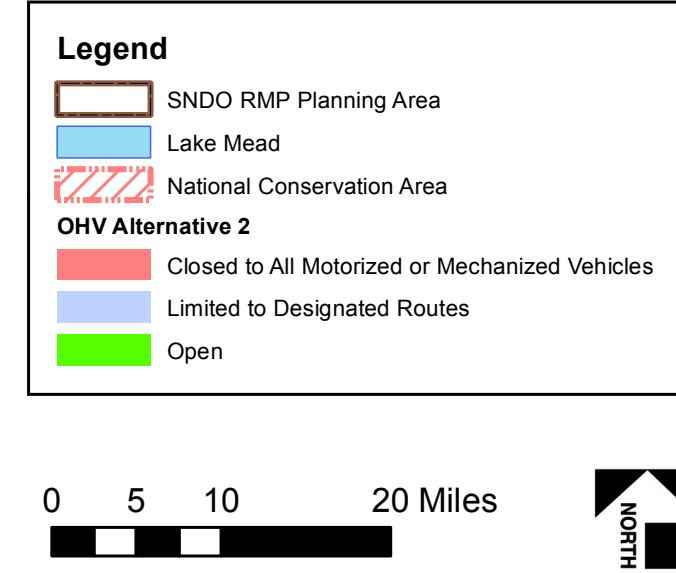 Legend
SNDO RMP Planning Area
Lake Mead
National Conservation Area
OHV Alternative 2
Closed to All Motorized or Mechanized Vehicles
Limited to Designated Routes
Open
0 5 10 20 Miles
NORTH